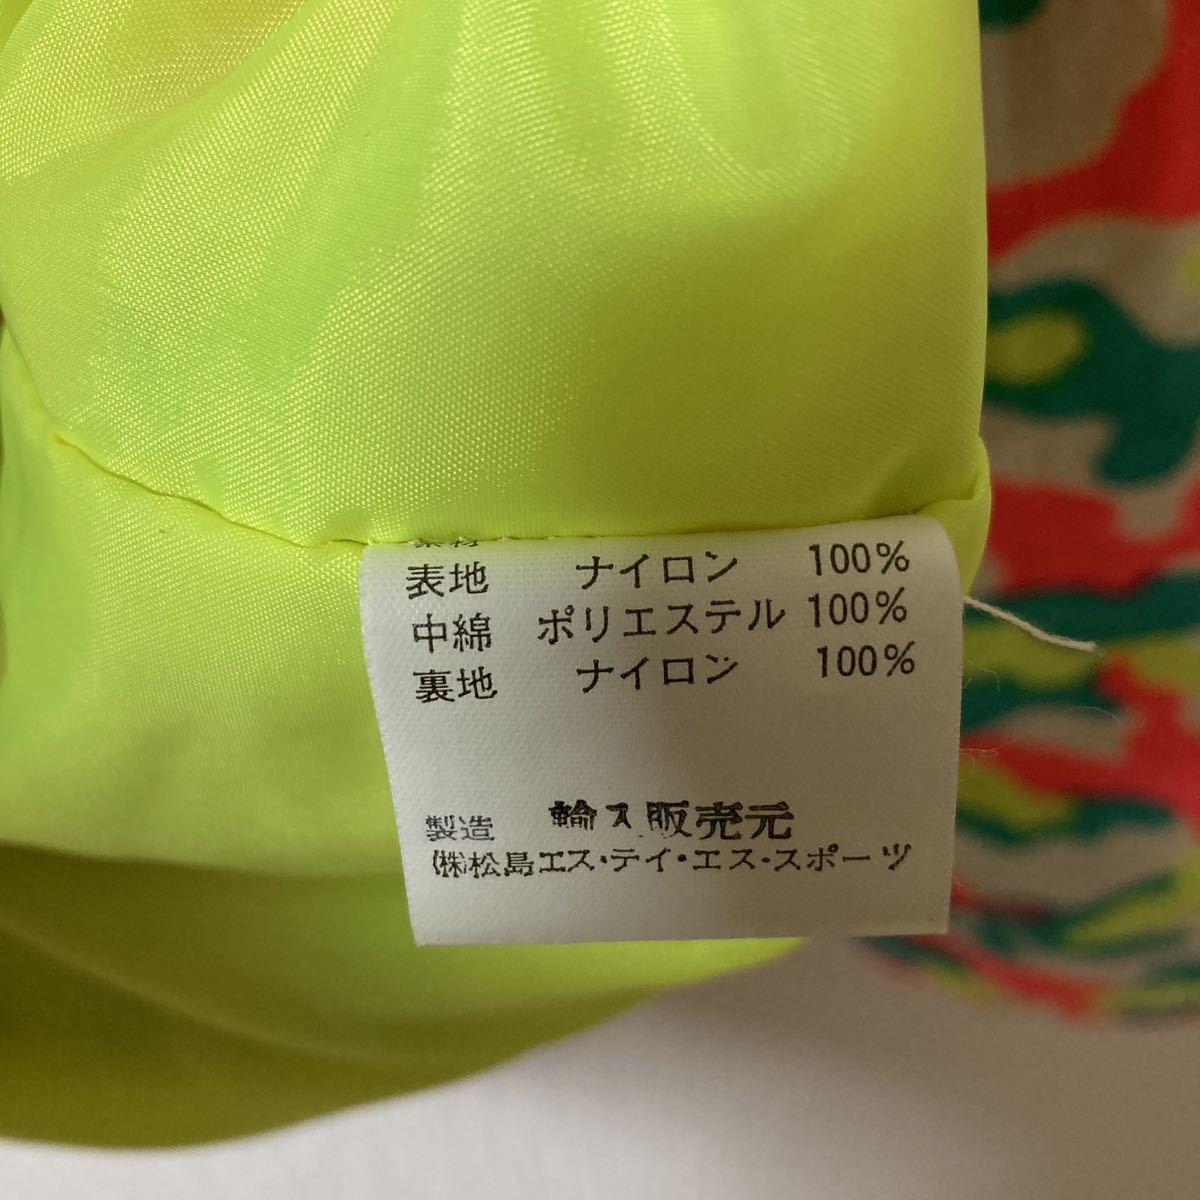 表地 ナイロン 100%
中綿 ポリエステル 100%
裏地 ナイロン 100%
製造 輸入販売元
(株)松島エス・テイ・エス・スポーツ